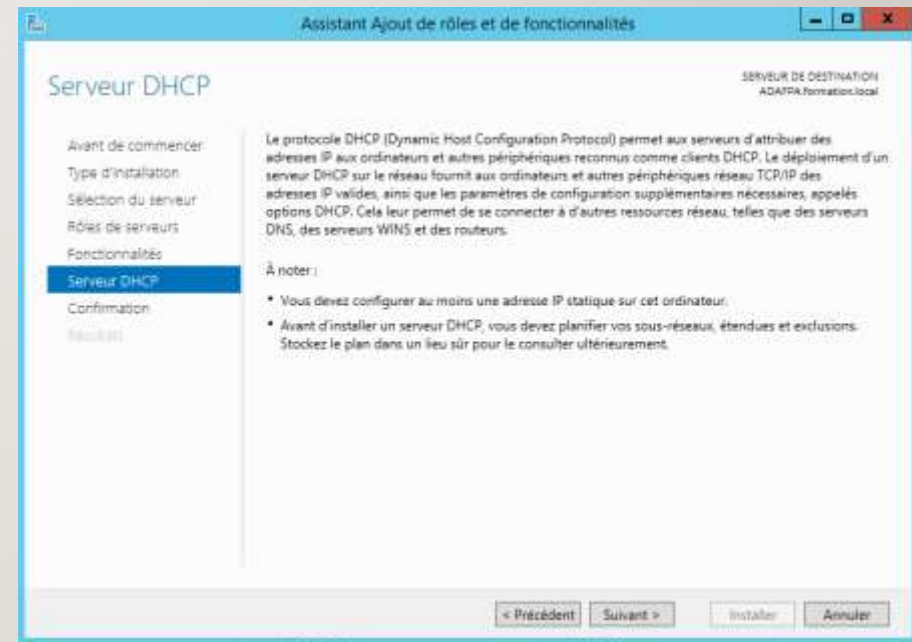 Assistant Ajout de rôles et de fonctionnalités
Serveur DHCP
SERVEUR DE DESTINATION
ADAFPA.formation.local
Avant de commencer
Type d'installation
Sélection du serveur
Rôles de serveurs
Fonctionnalités
Serveur DHCP
Confirmation
Résultats
Le protocole DHCP (Dynamic Host Configuration Protocol) permet aux serveurs d'attribuer des
adresses IP aux ordinateurs et autres périphériques reconnus comme clients DHCP. Le déploiement d'un
serveur DHCP sur le réseau fournit aux ordinateurs et autres périphériques réseau TCP/IP des
adresses IP valides, ainsi que les paramètres de configuration supplémentaires nécessaires, appelés
options DHCP. Cela leur permet de se connecter à d'autres ressources réseau, telles que des serveurs
DNS, des serveurs WINS et des routeurs.
À noter :
• Vous devez configurer au moins une adresse IP statique sur cet ordinateur.
• Avant d'installer un serveur DHCP, vous devez planifier vos sous-réseaux, étendues et exclusions.
Stockez le plan dans un lieu sûr pour le consulter ultérieurement.
< Précédent
Suivant >
Installer
Annuler